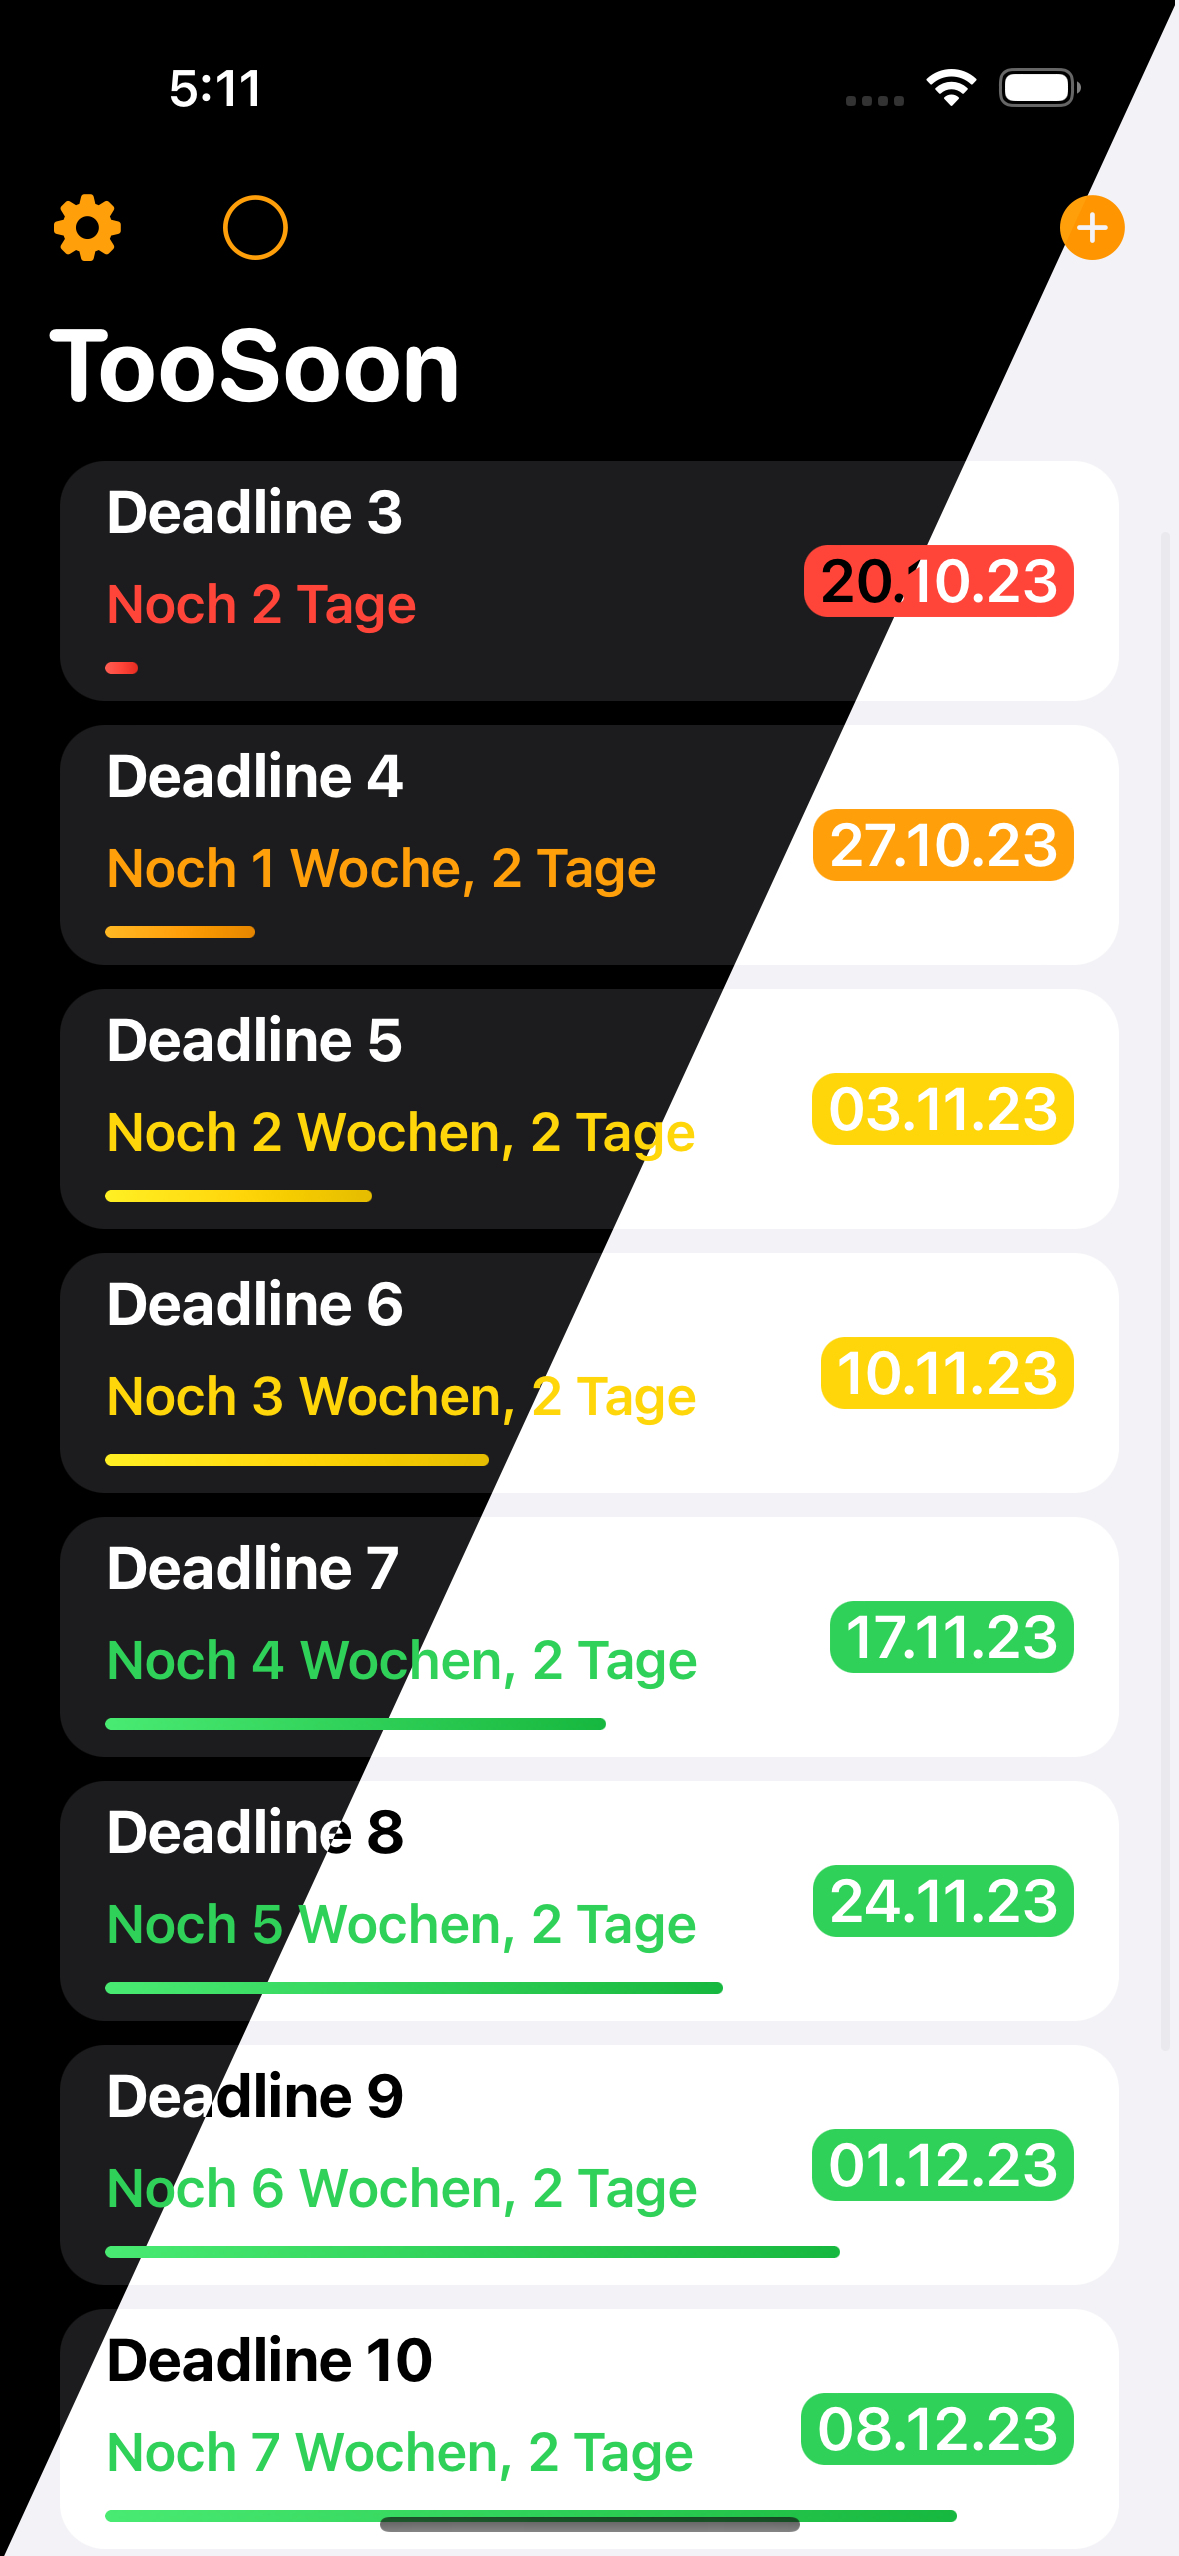 5:11
TooSoon
Deadline 3
Noch 2 Tage
20.10.23
Deadline 4
Noch 1 Woche, 2 Tage
27.10.23
Deadline 5
Noch 2 Wochen, 2 Tage
03.11.23
Deadline 6
Noch 3 Wochen, 2 Tage
10.11.23
Deadline 7
Noch 4 Wochen, 2 Tage
17.11.23
Deadline 8
Noch 5 Wochen, 2 Tage
24.11.23
Deadline 9
Noch 6 Wochen, 2 Tage
01.12.23
Deadline 10
Noch 7 Wochen, 2 Tage
08.12.23